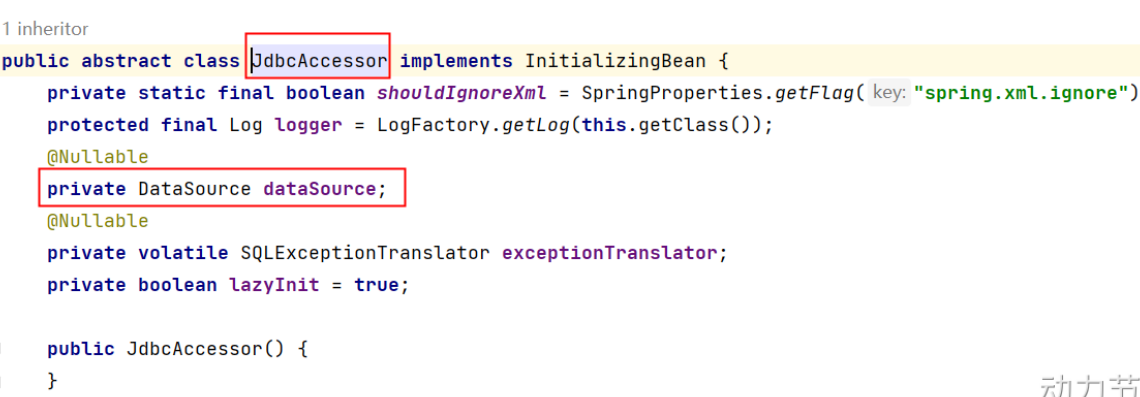 1 inheritor
public abstract class JdbcAccessor implements InitializingBean {
private static final boolean shouldIgnoreXml = SpringProperties.getFlag( key: "spring.xml.ignore")
protected final Log logger = LogFactory.getLog(this.getClass());
@Nullable
private DataSource dataSource;
@Nullable
private volatile SQLExceptionTranslator exceptionTranslator;
private boolean lazyInit = true;
public JdbcAccessor() {
}
动力节